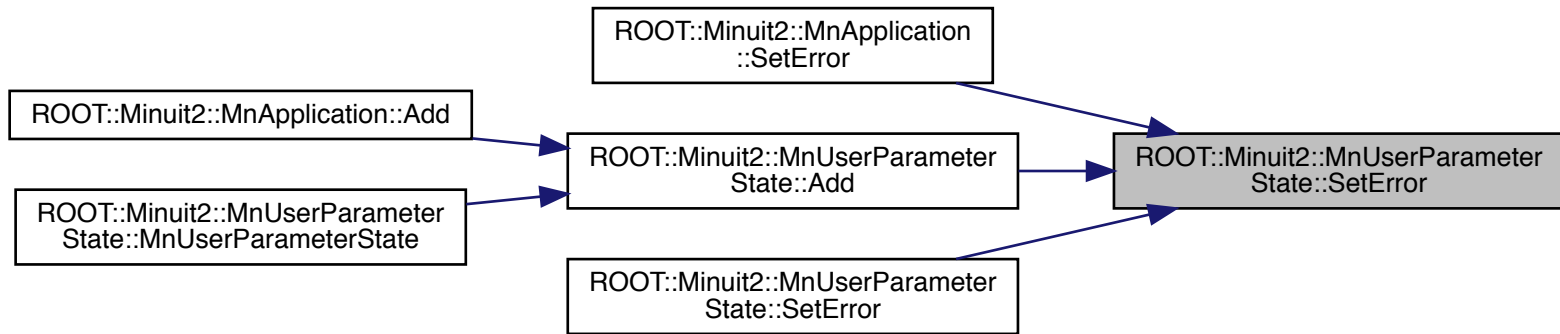 ROOT::Minuit2::MnApplication
::SetError
ROOT::Minuit2::MnApplication::Add
ROOT::Minuit2::MnUserParameter
State::Add
ROOT::Minuit2::MnUserParameter
State::SetError
ROOT::Minuit2::MnUserParameter
State::MnUserParameterState
ROOT::Minuit2::MnUserParameter
State::SetError